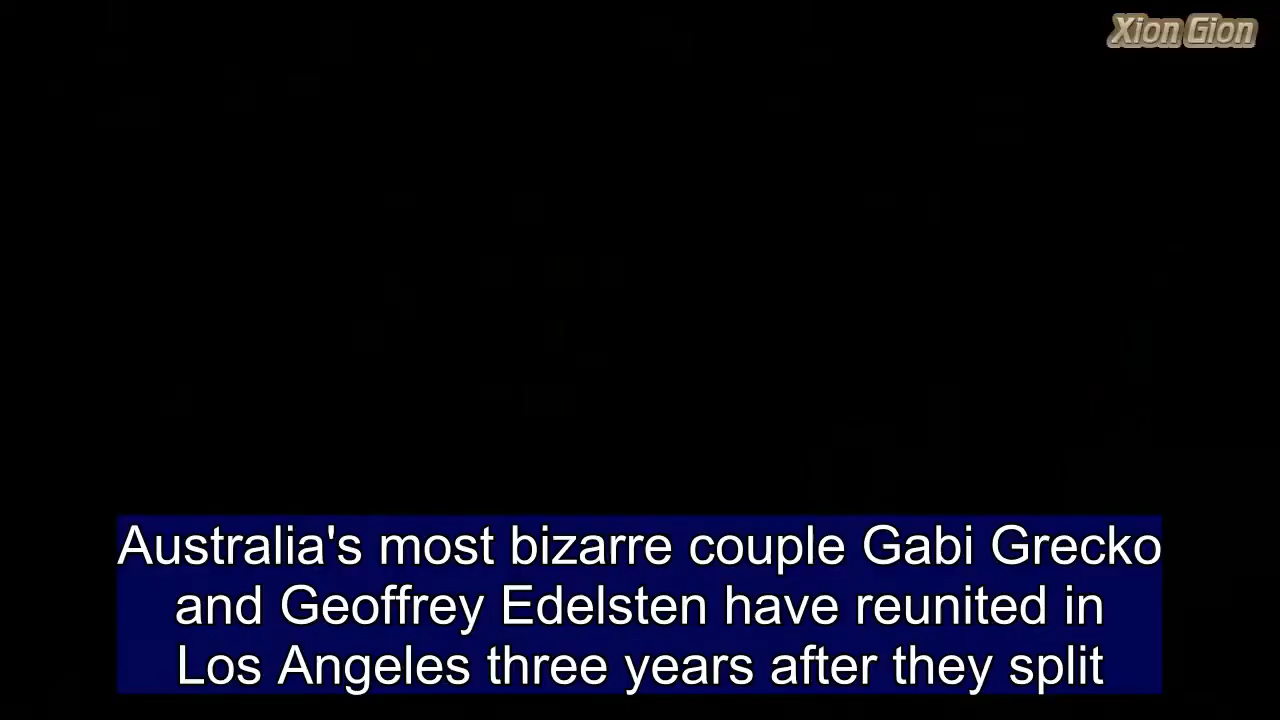 Xion Gion
Australia's most bizarre couple Gabi Grecko
and Geoffrey Edelsten have reunited in
Los Angeles three years after they split